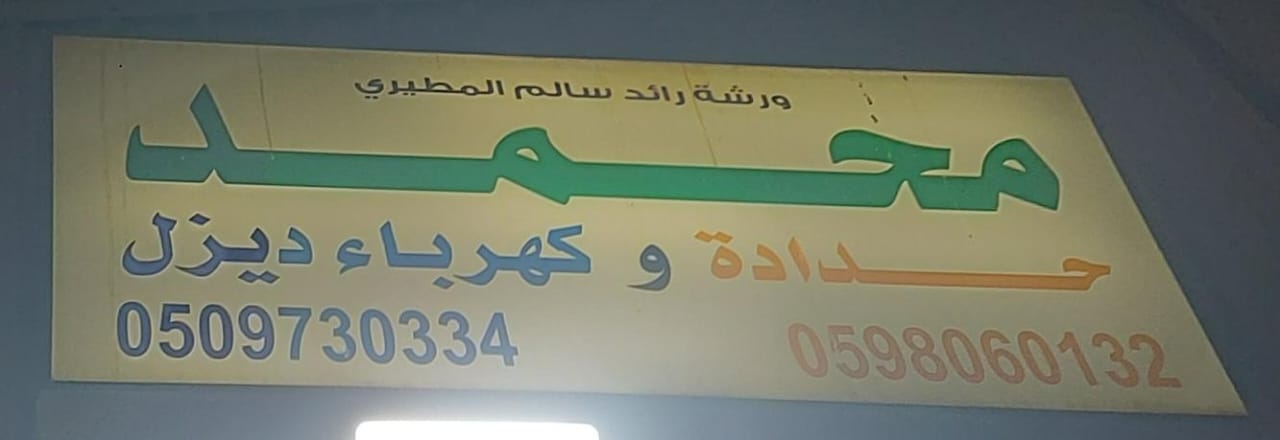 ورشة رائد سالم المطيري
محمد
حدادة و كهرباء ديزل
0598060132 0509730334